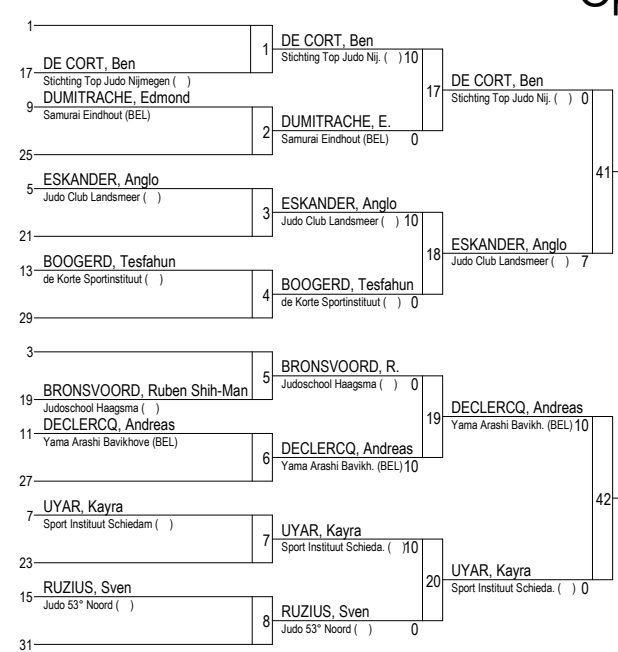 1
17 DE CORT, Ben
Stichting Top Judo Nijmegen ( )
9 DUMITRACHE, Edmond
Samurai Eindhout (BEL)
25
5 ESKANDER, Anglo
Judo Club Landsmeer ( )
21
13 BOOGERD, Tesfahun
de Korte Sportinstituut ( )
29
3
19 BRONSVOORD, Ruben Shih-Man
Judoschool Haagsma ( )
11 DECLERCQ, Andreas
Yama Arashi Bavikhove (BEL)
27
7 UYAR, Kayra
Sport Instituut Schiedam ( )
23
15 RUZIUS, Sven
Judo 53° Noord ( )
31
1 DE CORT, Ben
Stichting Top Judo Nij. ( ) 10
2 DUMITRACHE, E.
Samurai Eindhout (BEL) 0
3 ESKANDER, Anglo
Judo Club Landsmeer ( ) 10
4 BOOGERD, Tesfahun
de Korte Sportinstituut ( ) 0
5 BRONSVOORD, R.
Judoschool Haagsma ( ) 0
6 DECLERCQ, Andreas
Yama Arashi Bavikh. (BEL) 10
7 UYAR, Kayra
Sport Instituut Schieda. ( ) 10
8 RUZIUS, Sven
Judo 53° Noord ( ) 0
17 DE CORT, Ben
Stichting Top Judo Nij. ( ) 0
18 ESKANDER, Anglo
Judo Club Landsmeer ( ) 7
19 DECLERCQ, Andreas
Yama Arashi Bavikh. (BEL) 10
20 UYAR, Kayra
Sport Instituut Schieda. ( ) 0
41
42